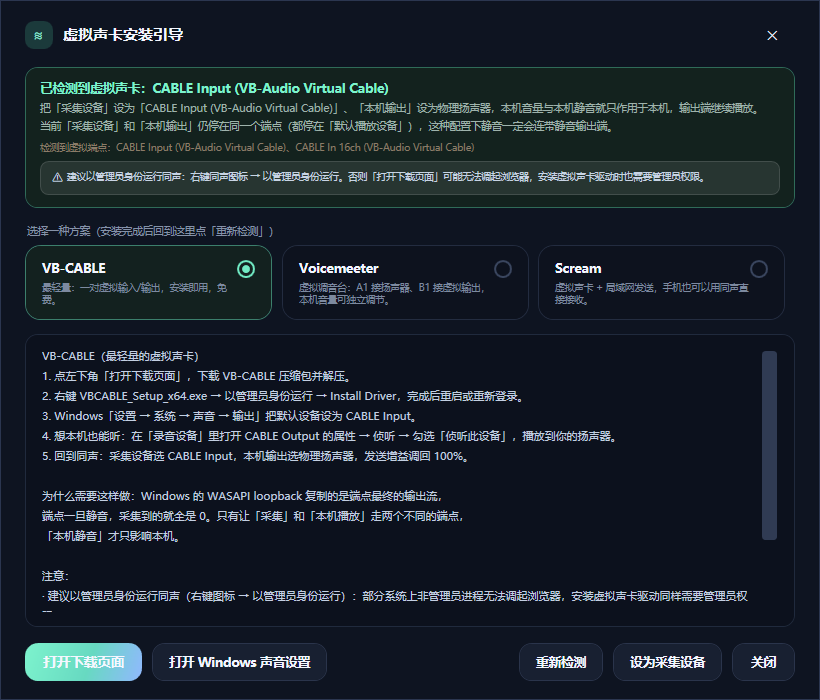 虚拟声卡安装引导
已检测到虚拟声卡：CABLE Input (VB-Audio Virtual Cable)
把「采集设备」设为「CABLE Input (VB-Audio Virtual Cable)」、「本机输出」设为物理扬声器，本机音量与本机静音就只作用于本机，输出端继续播放。
当前「采集设备」和「本机输出」仍停在同一个端点（都停在「默认播放设备」），这种配置下静音一定会连带静音输出端。
检测到虚拟端点：CABLE Input (VB-Audio Virtual Cable)、CABLE In 16ch (VB-Audio Virtual Cable)
⚠ 建议以管理员身份运行同声：右键同声图标 → 以管理员身份运行。否则「打开下载页面」可能无法调起浏览器，安装虚拟声卡驱动时也需要管理员权限。
选择一种方案（安装完成后回到这里点「重新检测」）
VB-CABLE
最轻量：一对虚拟输入/输出，安装即用，免
费。
Voicemeeter
虚拟调音台：A1 接扬声器、B1 接虚拟输出，
本机音量可独立调节。
Scream
虚拟声卡 + 局域网发送，手机也可以用同声直
接接收。
VB-CABLE（最轻量的虚拟声卡）
1. 点左下角「打开下载页面」，下载 VB-CABLE 压缩包并解压。
2. 右键 VBCABLE_Setup_x64.exe → 以管理员身份运行 → Install Driver，完成后重启或重新登录。
3. Windows「设置 → 系统 → 声音 → 输出」把默认设备设为 CABLE Input。
4. 想本机也能听：在「录音设备」里打开 CABLE Output 的属性 → 侦听 → 勾选「侦听此设备」，播放到你的扬声器。
5. 回到同声：采集设备选 CABLE Input，本机输出选物理扬声器，发送增益调回 100%。
为什么需要这样做：Windows 的 WASAPI loopback 复制的是端点最终的输出流，
端点一旦静音，采集到的就全是 0。只有让「采集」和「本机播放」走两个不同的端点，
「本机静音」才只影响本机。
注意：
· 建议以管理员身份运行同声（右键图标 → 以管理员身份运行）：部分系统上非管理员进程无法调起浏览器，安装虚拟声卡驱动同样需要管理员权
打开下载页面
打开 Windows 声音设置
重新检测
设为采集设备
关闭